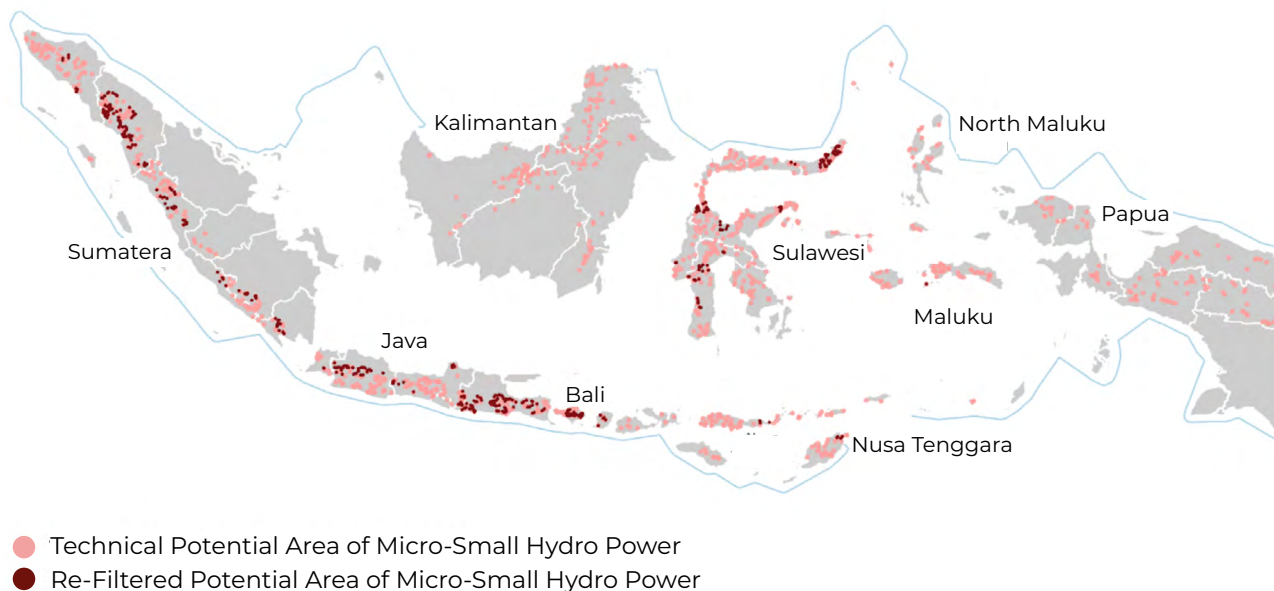 North Maluku
Kalimantan
Papua
Sumatera
Sulawesi
Maluku
Java
Bali
Nusa Tenggara
Technical Potential Area of Micro-Small Hydro Power
Re-Filtered Potential Area of Micro-Small Hydro Power